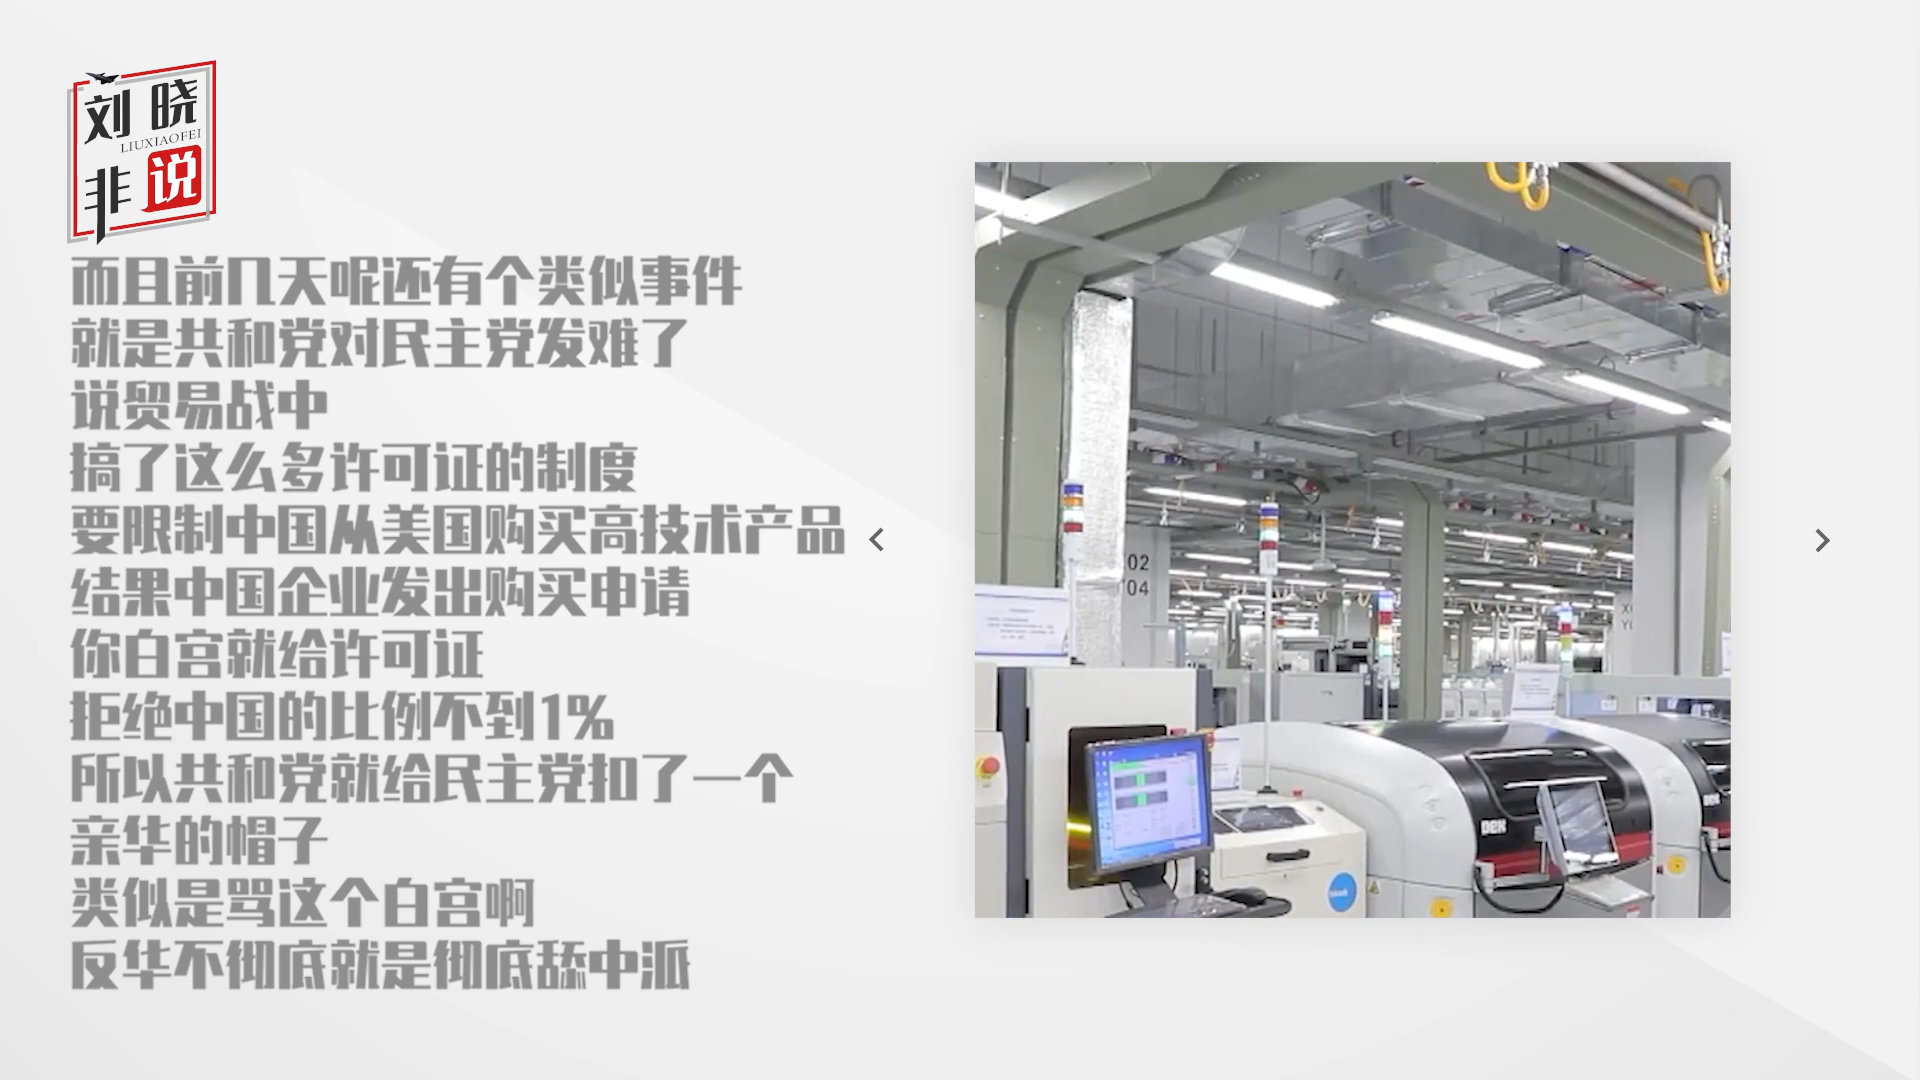 刘晓
LIUXIAOFEI
非说
而且前几天呢还有个类似事件
就是共和党对民主党发难了
说贸易战中
搞了这么多许可证的制度
要限制中国从美国购买高技术产品
结果中国企业发出购买申请
你白宫就给许可证
拒绝中国的比例不到1%
所以共和党就给民主党扣了一个
亲华的帽子
类似是骂这个白宫啊
反华不彻底就是彻底舔中派
02
04
DEK